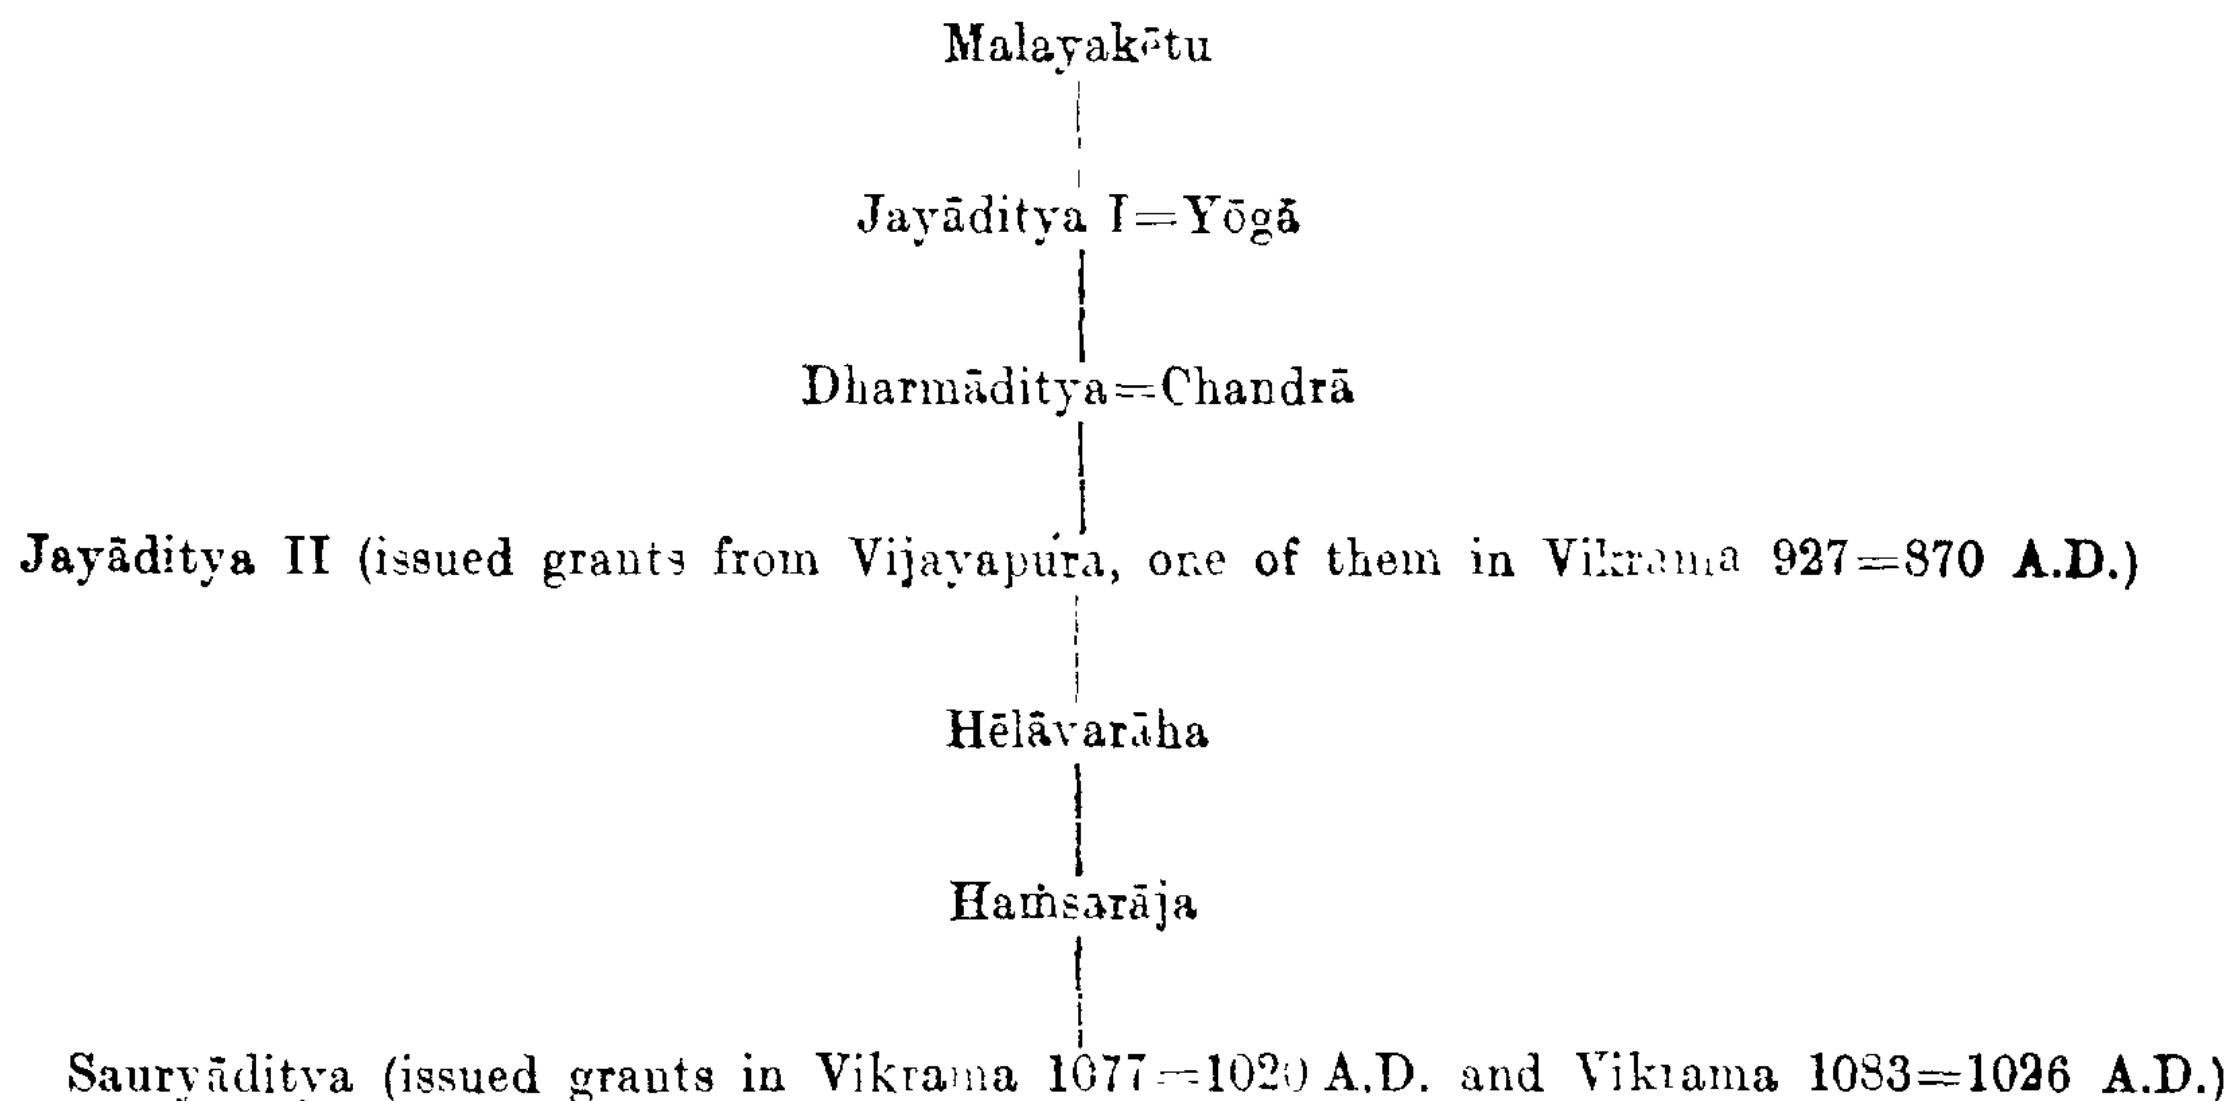 Malayakētu
Jayāditya I=Yōgā
Dharmāditya=Chandrā
Jayāditya II (issued grants from Vijayapura, one of them in Vikrama 927=870 A.D.)
Hēlāvarāha
Haṁsarāja
Sauryāditya (issued grants in Vikrama 1077=1020 A.D. and Vikrama 1083=1026 A.D.)